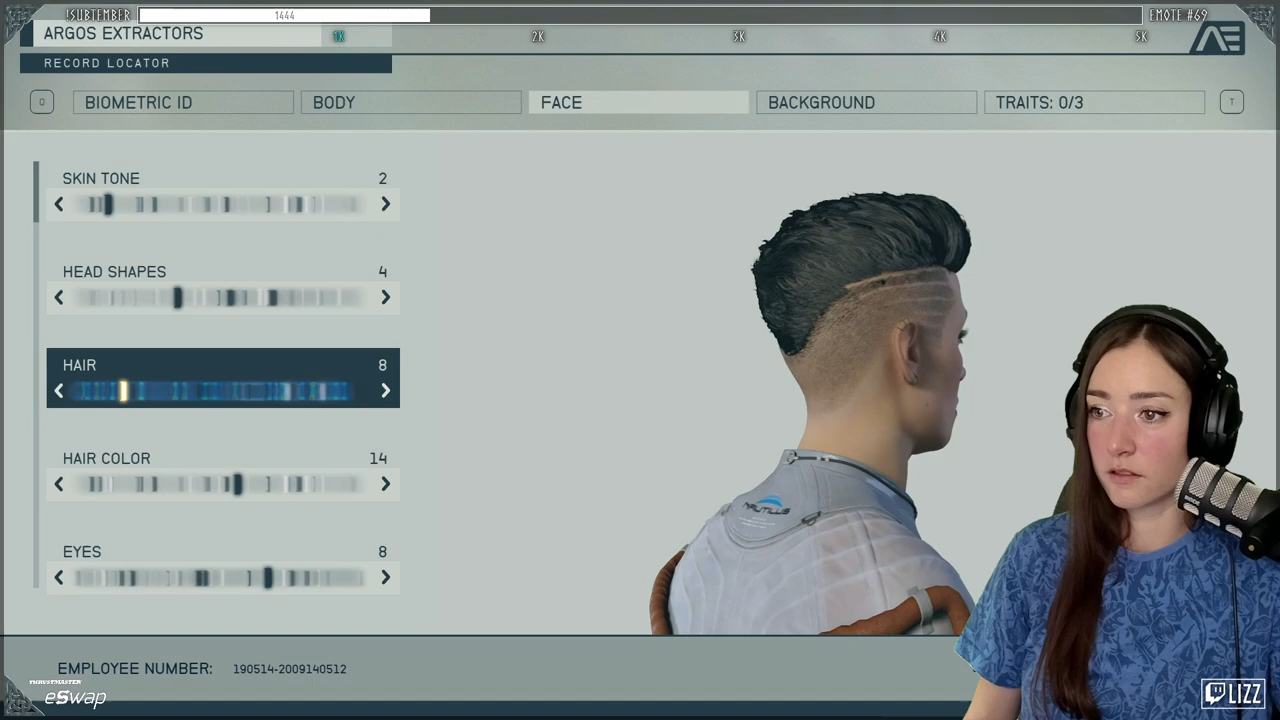 !SUBTEMBER
1444
EMOTE #69
1K
2K
3K
4K
5K
ARGOS EXTRACTORS
AE
RECORD LOCATOR
Q
BIOMETRIC ID
BODY
FACE
BACKGROUND
TRAITS: 0/3
T
SKIN TONE
2
HEAD SHAPES
4
HAIR
8
HAIR COLOR
14
EYES
8
NAUTILUS
EMPLOYEE NUMBER:
190514-2009140512
THRUSTMASTER
eSwap
LIZZ